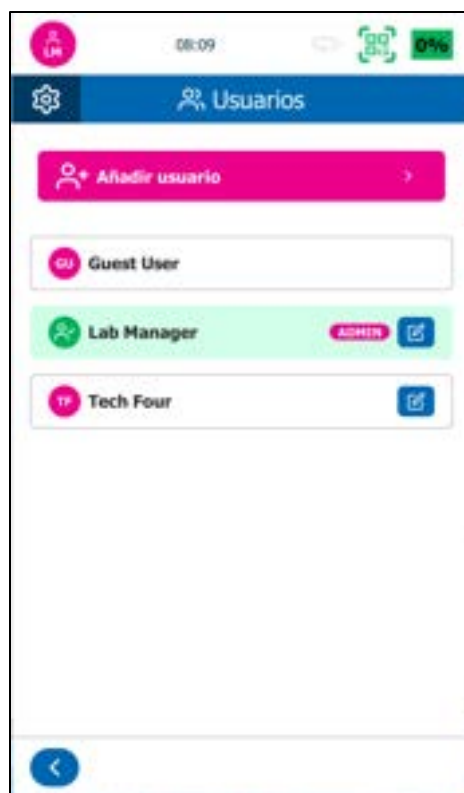 LM 08:09 0%
Usuarios
Añadir usuario
GU Guest User
Lab Manager ADMIN
TF Tech Four